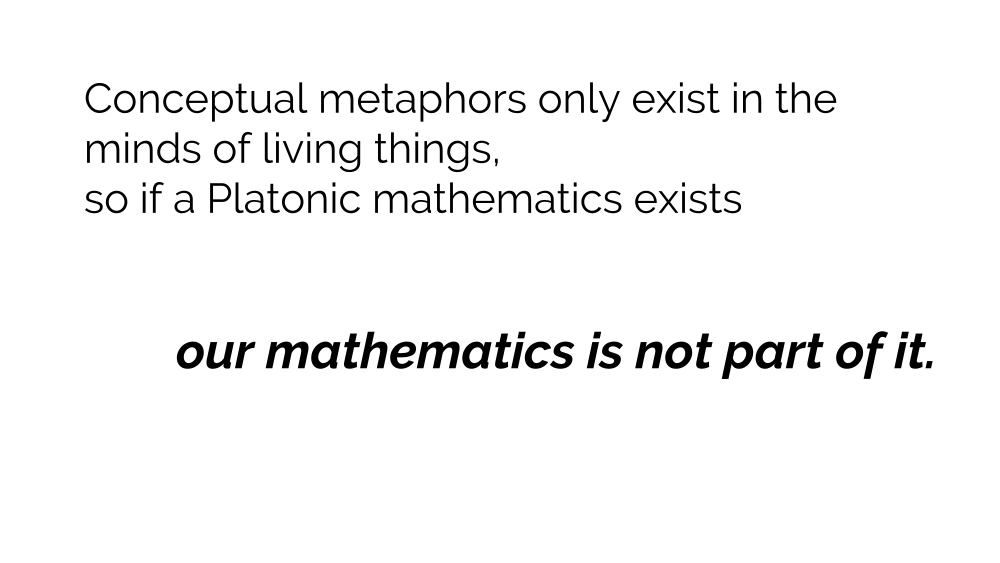 Conceptual metaphors only exist in the
minds of living things,
so if a Platonic mathematics exists
our mathematics is not part of it.